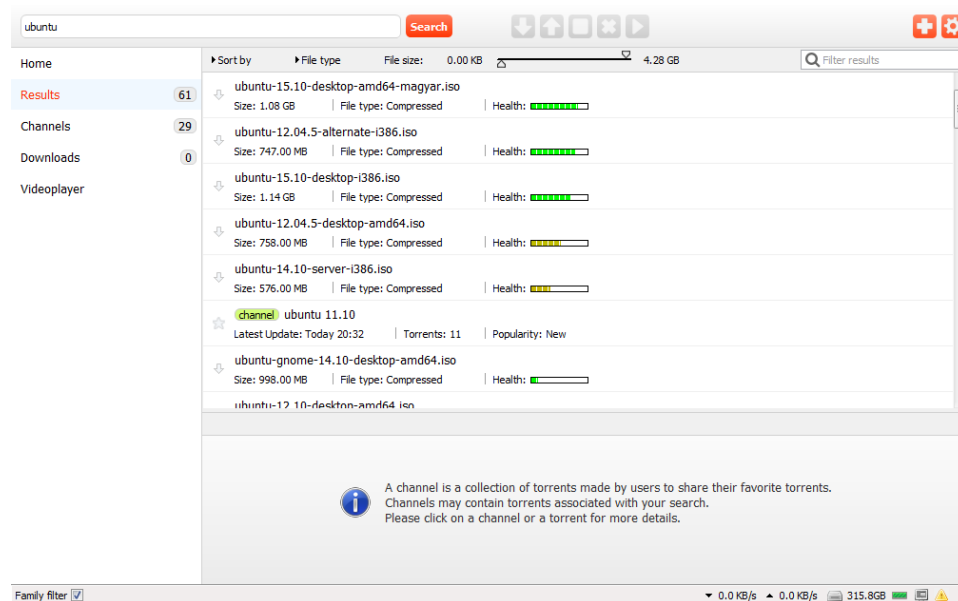 ubuntu
Search
Home
Results 61
Channels 29
Downloads 0
Videoplayer
Sort by File type File size: 0.00 KB 4.28 GB Filter results
ubuntu-15.10-desktop-amd64-magyar.iso
Size: 1.08 GB File type: Compressed Health:
ubuntu-12.04.5-alternate-i386.iso
Size: 747.00 MB File type: Compressed Health:
ubuntu-15.10-desktop-i386.iso
Size: 1.14 GB File type: Compressed Health:
ubuntu-12.04.5-desktop-amd64.iso
Size: 758.00 MB File type: Compressed Health:
ubuntu-14.10-server-i386.iso
Size: 576.00 MB File type: Compressed Health:
channel ubuntu 11.10
Latest Update: Today 20:32 Torrents: 11 Popularity: New
ubuntu-gnome-14.10-desktop-amd64.iso
Size: 998.00 MB File type: Compressed Health:
ubuntu-12.10-desktop-amd64.iso
A channel is a collection of torrents made by users to share their favorite torrents.
Channels may contain torrents associated with your search.
Please click on a channel or a torrent for more details.
Family filter 0.0 KB/s 0.0 KB/s 315.8GB